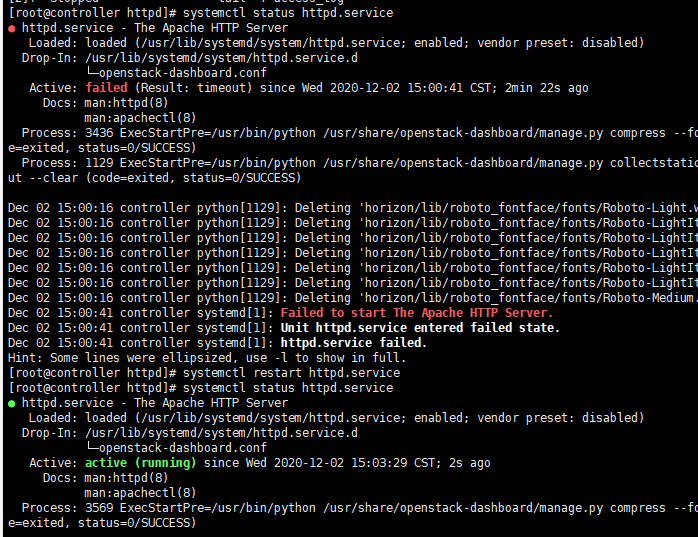 [root@controller httpd]# systemctl status httpd.service
● httpd.service - The Apache HTTP Server
Loaded: loaded (/usr/lib/systemd/system/httpd.service; enabled; vendor preset: disabled)
Drop-In: /usr/lib/systemd/system/httpd.service.d
└─openstack-dashboard.conf
Active: failed (Result: timeout) since Wed 2020-12-02 15:00:41 CST; 2min 22s ago
Docs: man:httpd(8)
man:apachectl(8)
Process: 3436 ExecStartPre=/usr/bin/python /usr/share/openstack-dashboard/manage.py compress --fo
e=exited, status=0/SUCCESS)
Process: 1129 ExecStartPre=/usr/bin/python /usr/share/openstack-dashboard/manage.py collectstatic
ut --clear (code=exited, status=0/SUCCESS)
Dec 02 15:00:16 controller python[1129]: Deleting 'horizon/lib/roboto_fontface/fonts/Roboto-Light.w
Dec 02 15:00:16 controller python[1129]: Deleting 'horizon/lib/roboto_fontface/fonts/Roboto-LightIt
Dec 02 15:00:16 controller python[1129]: Deleting 'horizon/lib/roboto_fontface/fonts/Roboto-LightIt
Dec 02 15:00:16 controller python[1129]: Deleting 'horizon/lib/roboto_fontface/fonts/Roboto-LightIt
Dec 02 15:00:16 controller python[1129]: Deleting 'horizon/lib/roboto_fontface/fonts/Roboto-LightIt
Dec 02 15:00:16 controller python[1129]: Deleting 'horizon/lib/roboto_fontface/fonts/Roboto-LightIt
Dec 02 15:00:16 controller python[1129]: Deleting 'horizon/lib/roboto_fontface/fonts/Roboto-Medium.
Dec 02 15:00:41 controller systemd[1]: Failed to start The Apache HTTP Server.
Dec 02 15:00:41 controller systemd[1]: Unit httpd.service entered failed state.
Dec 02 15:00:41 controller systemd[1]: httpd.service failed.
Hint: Some lines were ellipsized, use -l to show in full.
[root@controller httpd]# systemctl restart httpd.service
[root@controller httpd]# systemctl status httpd.service
● httpd.service - The Apache HTTP Server
Loaded: loaded (/usr/lib/systemd/system/httpd.service; enabled; vendor preset: disabled)
Drop-In: /usr/lib/systemd/system/httpd.service.d
└─openstack-dashboard.conf
Active: active (running) since Wed 2020-12-02 15:03:29 CST; 2s ago
Docs: man:httpd(8)
man:apachectl(8)
Process: 3569 ExecStartPre=/usr/bin/python /usr/share/openstack-dashboard/manage.py compress --fo
e=exited, status=0/SUCCESS)